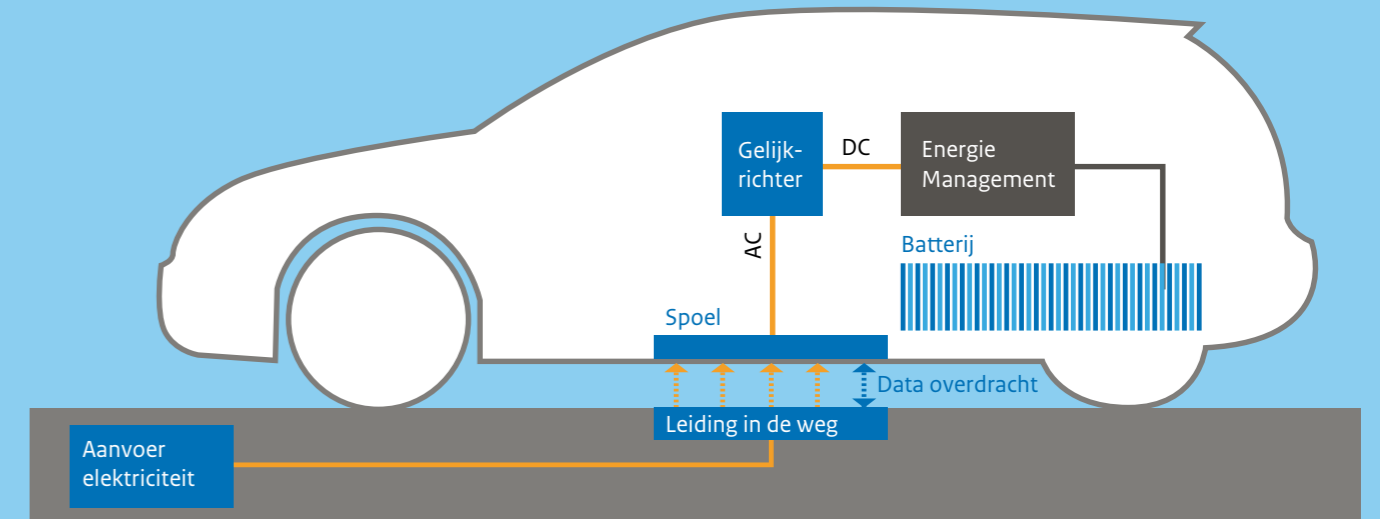 Gelijk-
richter
DC
Energie
Management
AC
Batterij
Spoel
Data overdracht
Leiding in de weg
Aanvoer
elektriciteit